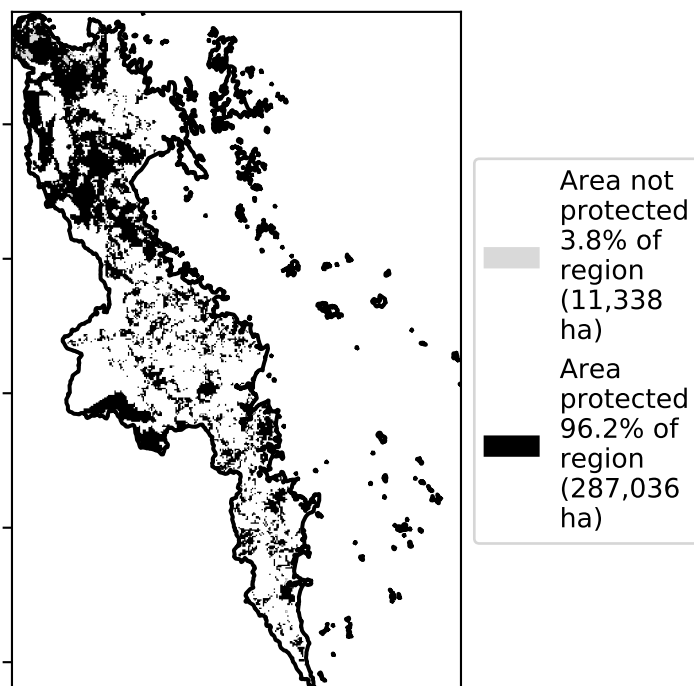 Area not
protected
3.8% of
region
(11,338
ha)
Area
protected
96.2% of
region
(287,036
ha)